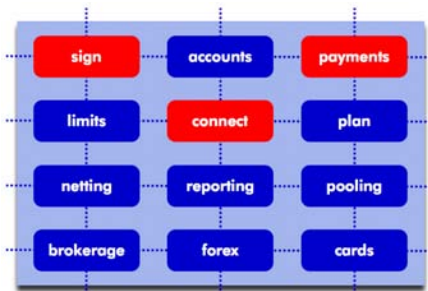 sign accounts payments
limits connect plan
netting reporting pooling
brokerage forex cards